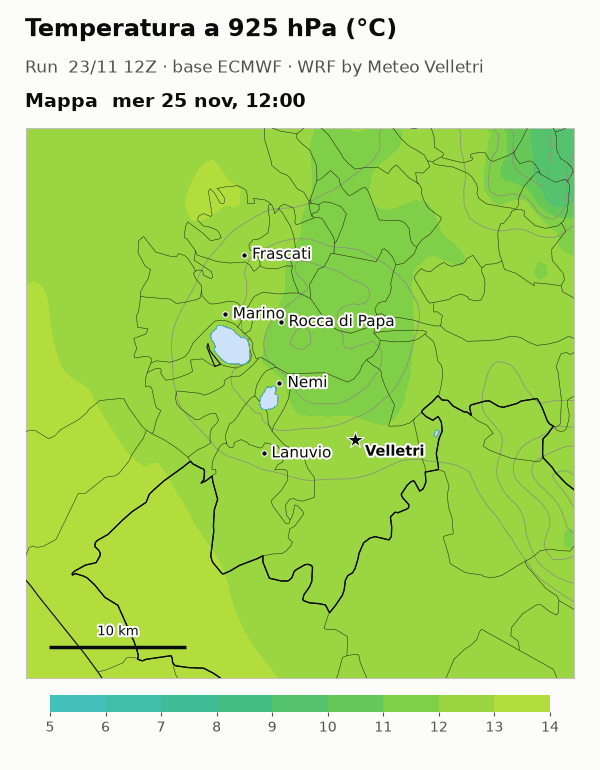 Temperatura a 925 hPa (°C)
Run  23/11 12Z · base ECMWF · WRF by Meteo Velletri
Mappa  mer 25 nov, 12:00
Frascati
Marino
Rocca di Papa
Nemi
Velletri
Lanuvio
10 km
5 6 7 8 9 10 11 12 13 14